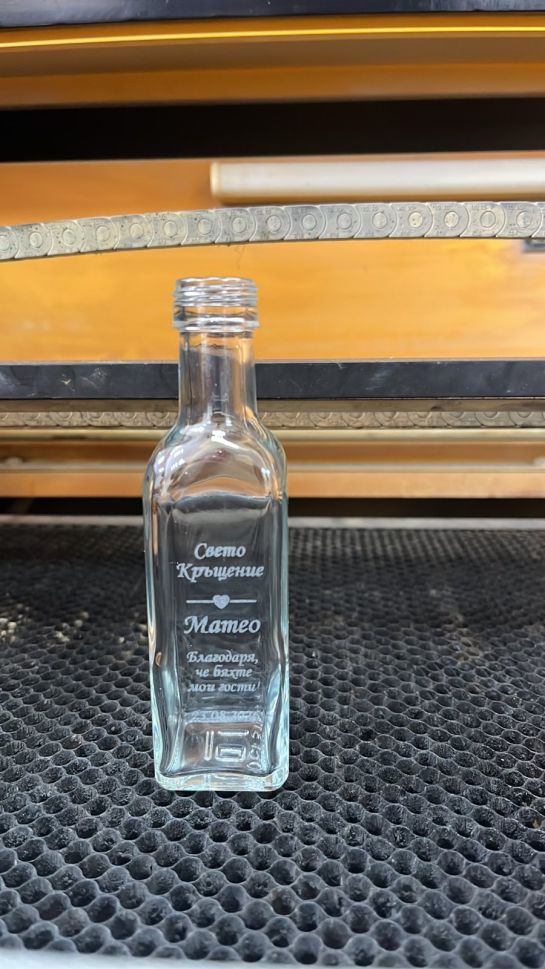 Свето
Кръщение
Матео
Благодаря,
че бяхте
мои гости